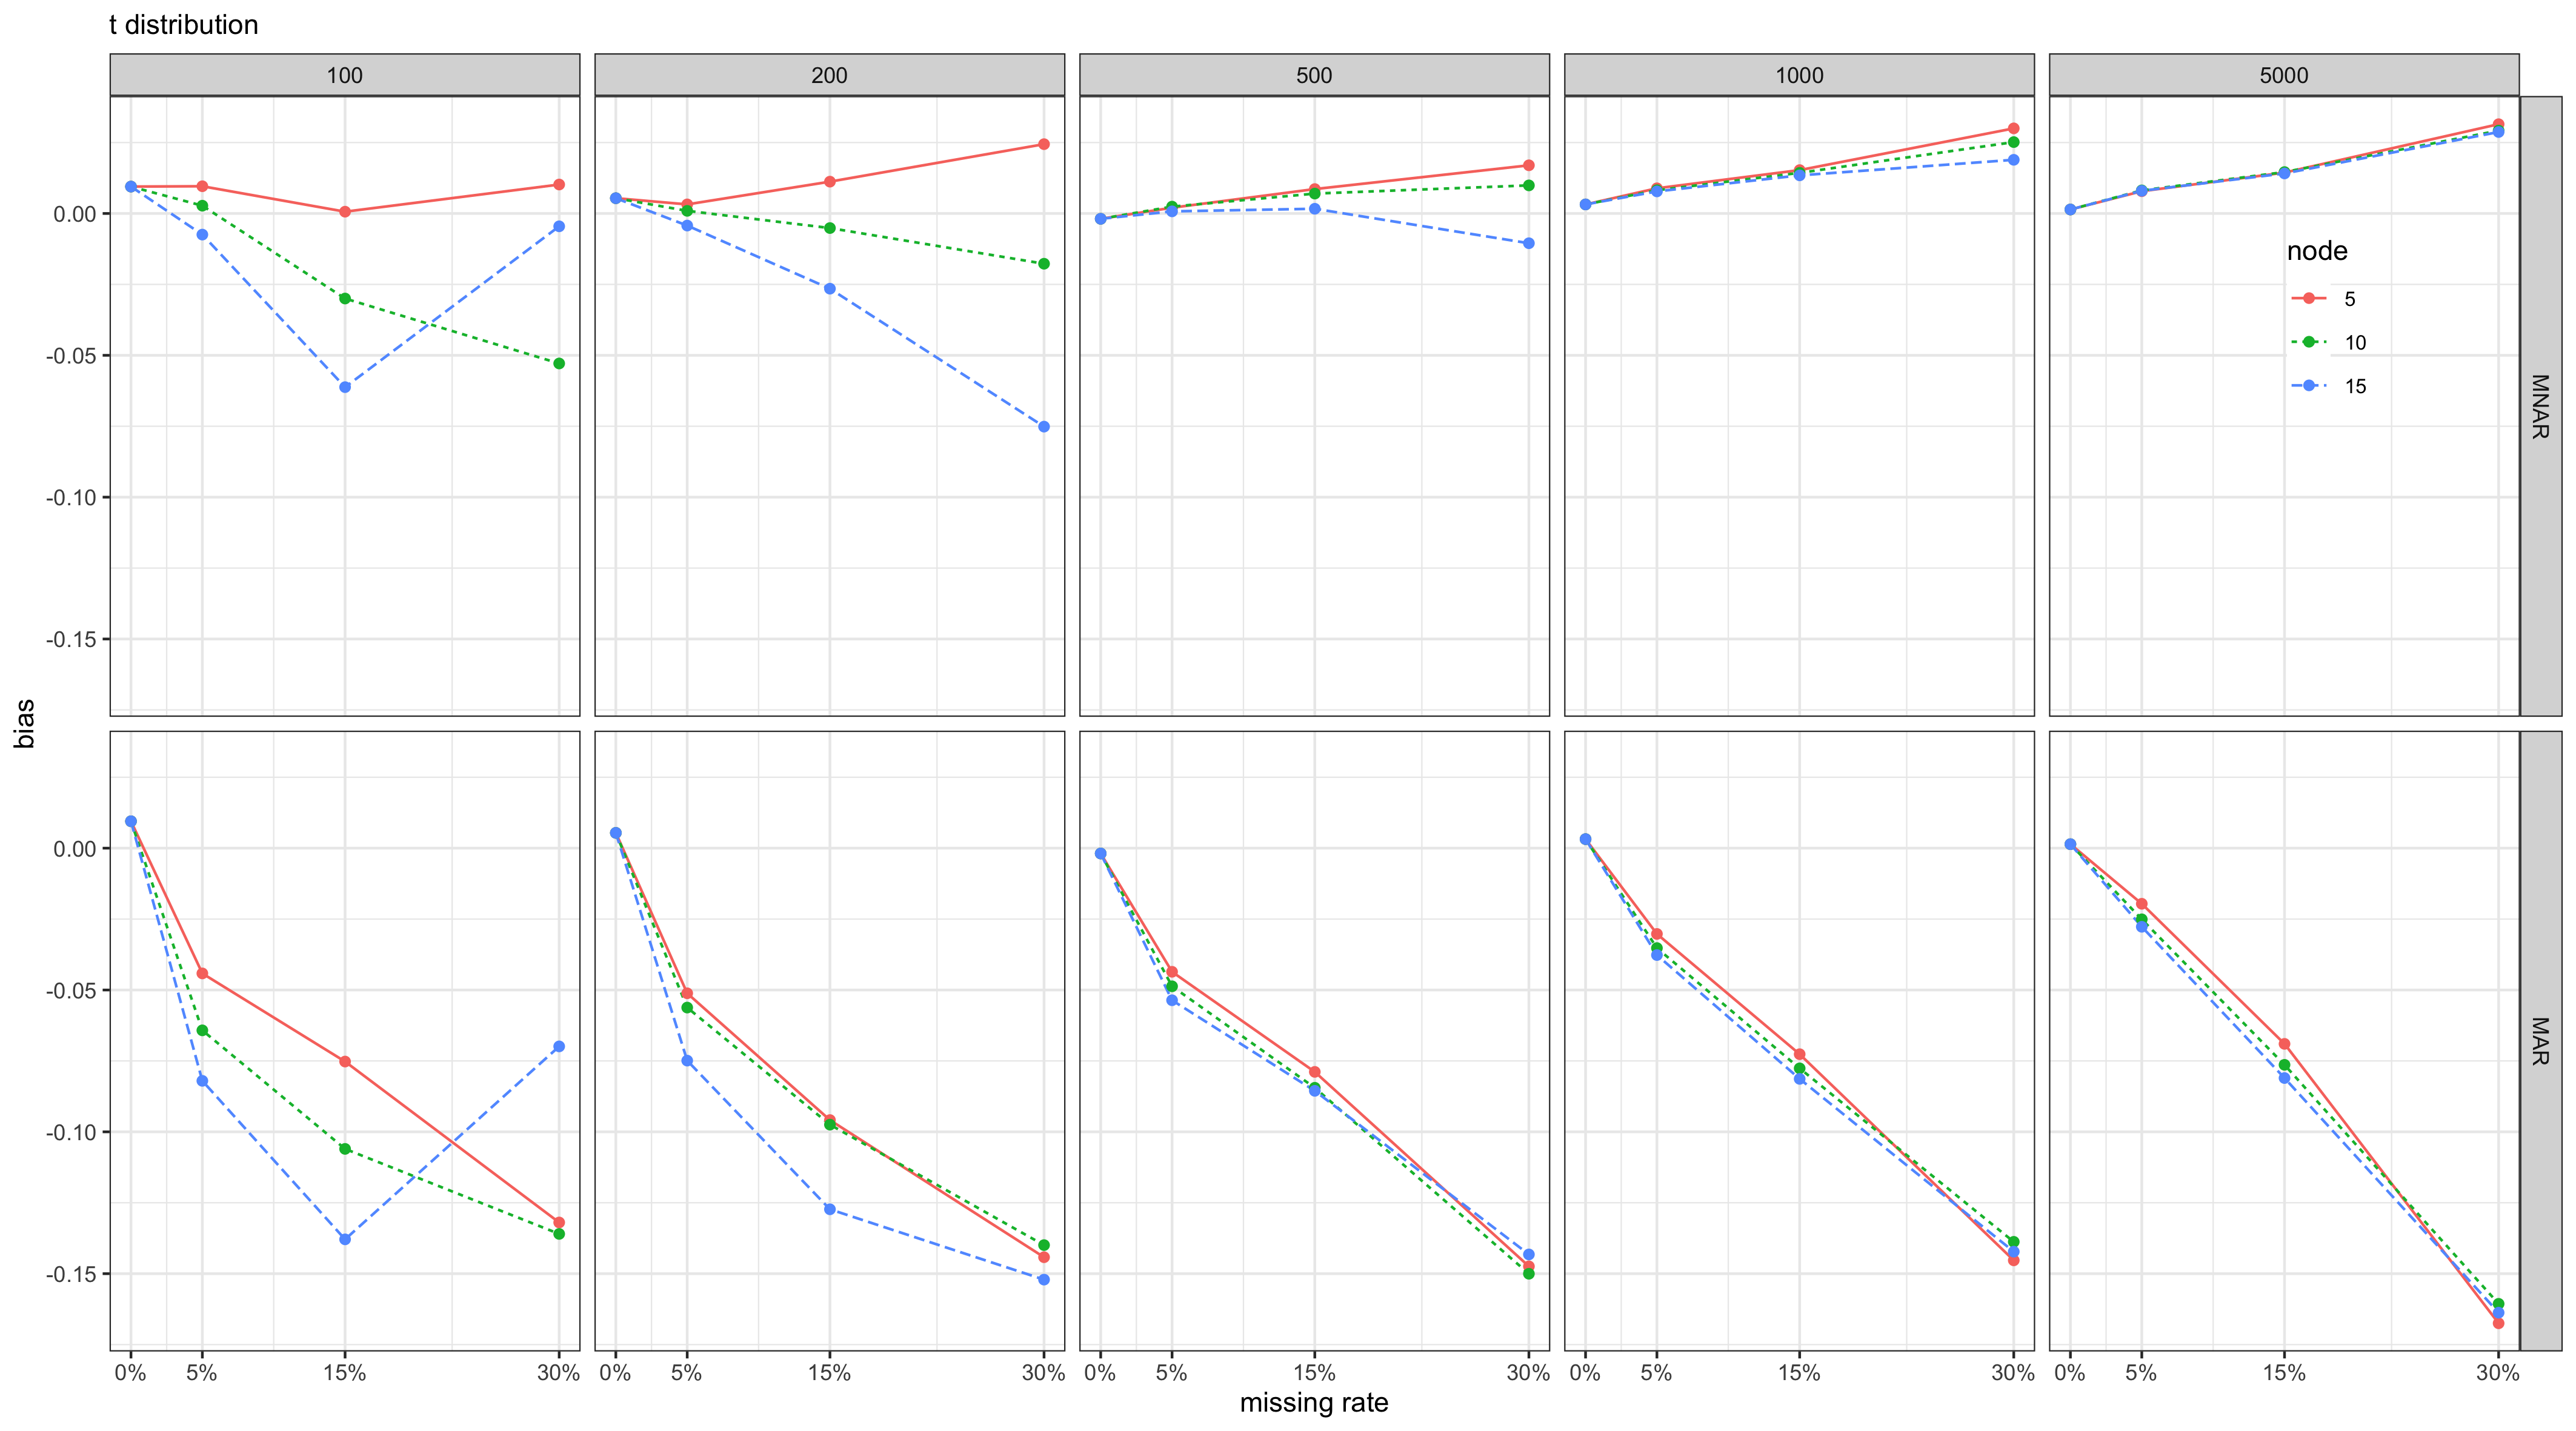 t distribution
100 200 500 1000 5000
0.00
-0.05
-0.10
-0.15
MNAR
node
5
10
15
bias
0.00
-0.05
-0.10
-0.15
MAR
0% 5% 15% 30% 0% 5% 15% 30% 0% 5% 15% 30% 0% 5% 15% 30% 0% 5% 15% 30%
missing rate